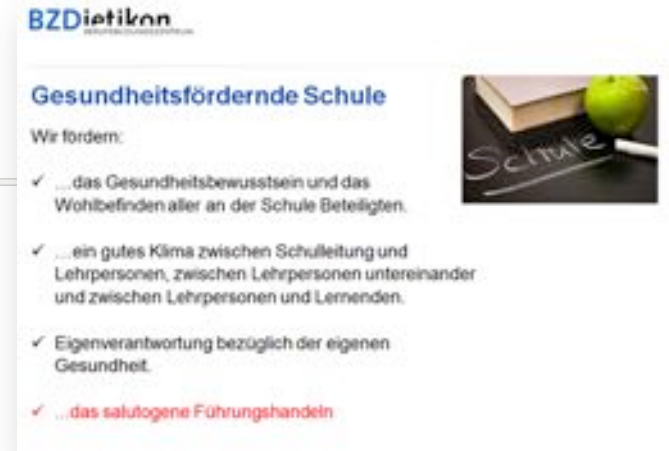 BZDietikon
BERUFSBILDUNGSZENTRUM
Gesundheitsfördernde Schule
Schule
Wir fördern:
✓ ...das Gesundheitsbewusstsein und das
Wohlbefinden aller an der Schule Beteiligten.
✓ ...ein gutes Klima zwischen Schulleitung und
Lehrpersonen, zwischen Lehrpersonen untereinander
und zwischen Lehrpersonen und Lernenden.
✓ Eigenverantwortung bezüglich der eigenen
Gesundheit.
✓ ...das salutogene Führungshandeln